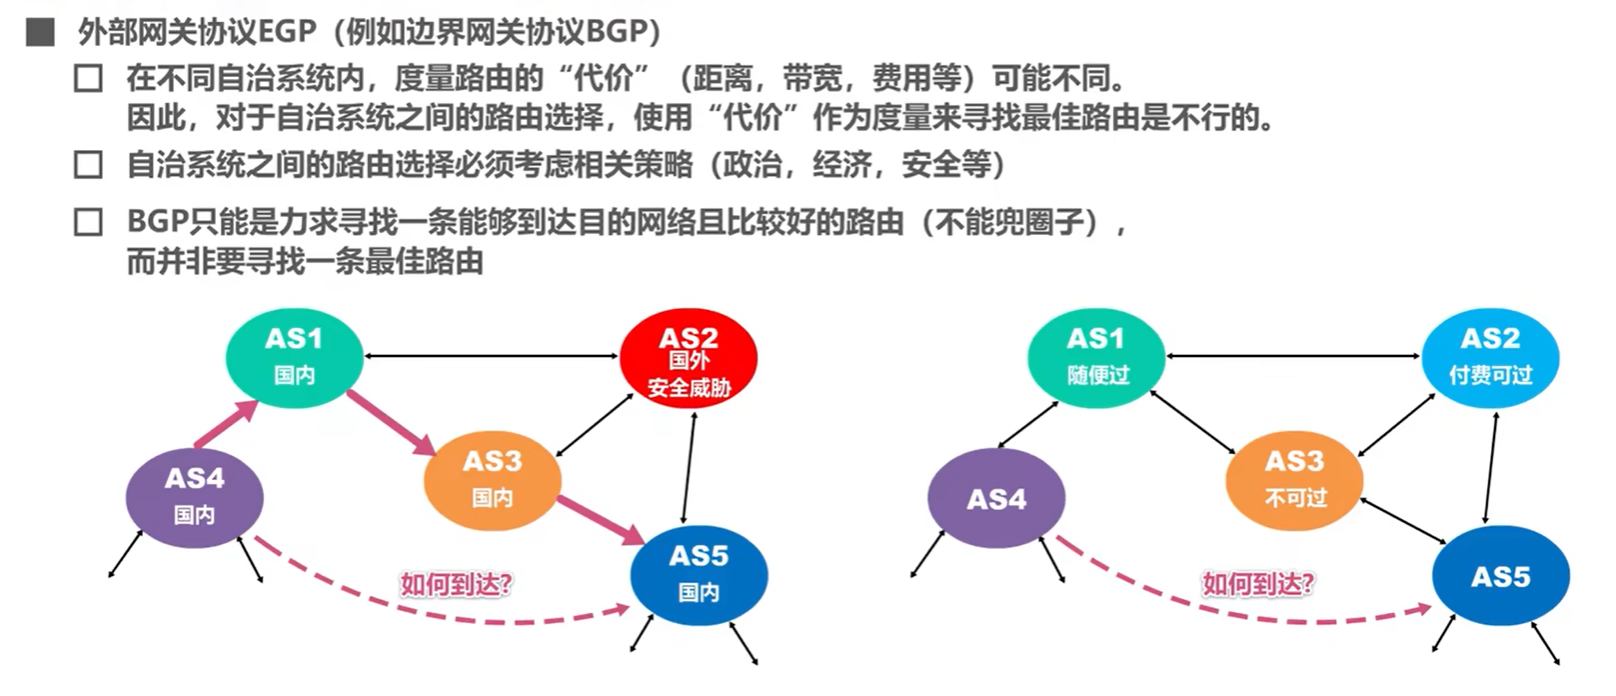 外部网关协议EGP（例如边界网关协议BGP）
在不同自治系统内，度量路由的“代价”（距离，带宽，费用等）可能不同。
因此，对于自治系统之间的路由选择，使用“代价”作为度量来寻找最佳路由是不行的。
自治系统之间的路由选择必须考虑相关策略（政治，经济，安全等）
BGP只能是力求寻找一条能够到达目的网络且比较好的路由（不能兜圈子），
而并非要寻找一条最佳路由
AS1
国内
AS2
国外
安全威胁
AS3
国内
AS4
国内
AS5
国内
如何到达?
AS1
随便过
AS2
付费可过
AS3
不可过
AS4
AS5
如何到达?